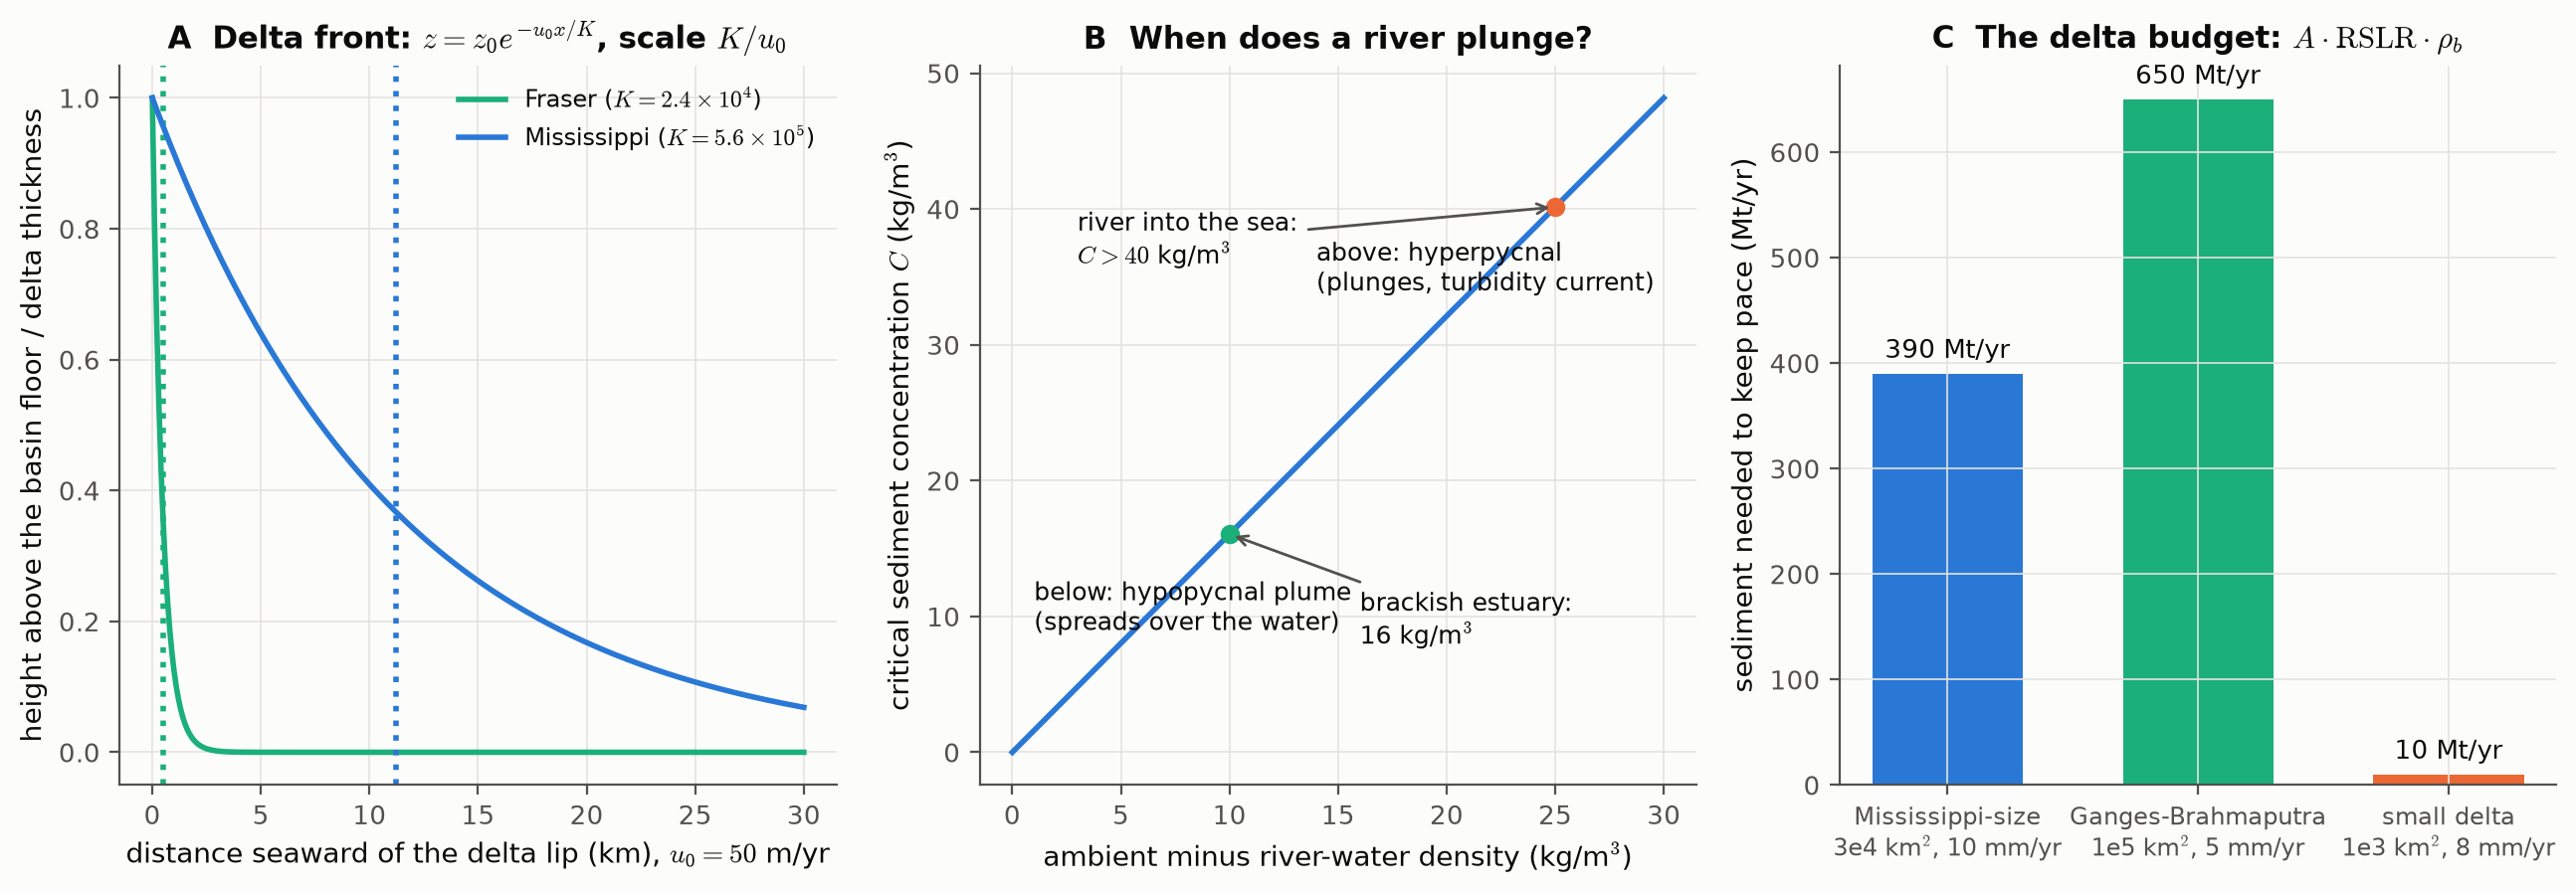 A Delta front: z = z₀e^(−u₀x/K), scale K/u₀
height above the basin floor / delta thickness
1.0
0.8
0.6
0.4
0.2
0.0
Fraser (K = 2.4 × 10⁴)
Mississippi (K = 5.6 × 10⁵)
0 5 10 15 20 25 30
distance seaward of the delta lip (km), u₀ = 50 m/yr
B When does a river plunge?
critical sediment concentration C (kg/m³)
50
40
30
20
10
0
river into the sea:
C > 40 kg/m³
above: hyperpycnal
(plunges, turbidity current)
below: hypopycnal plume
(spreads over the water)
brackish estuary:
16 kg/m³
0 5 10 15 20 25 30
ambient minus river-water density (kg/m³)
C The delta budget: A · RSLR · ρ_b
sediment needed to keep pace (Mt/yr)
600
500
400
300
200
100
0
390 Mt/yr
650 Mt/yr
10 Mt/yr
Mississippi-size
3e4 km², 10 mm/yr
Ganges-Brahmaputra
1e5 km², 5 mm/yr
small delta
1e3 km², 8 mm/yr